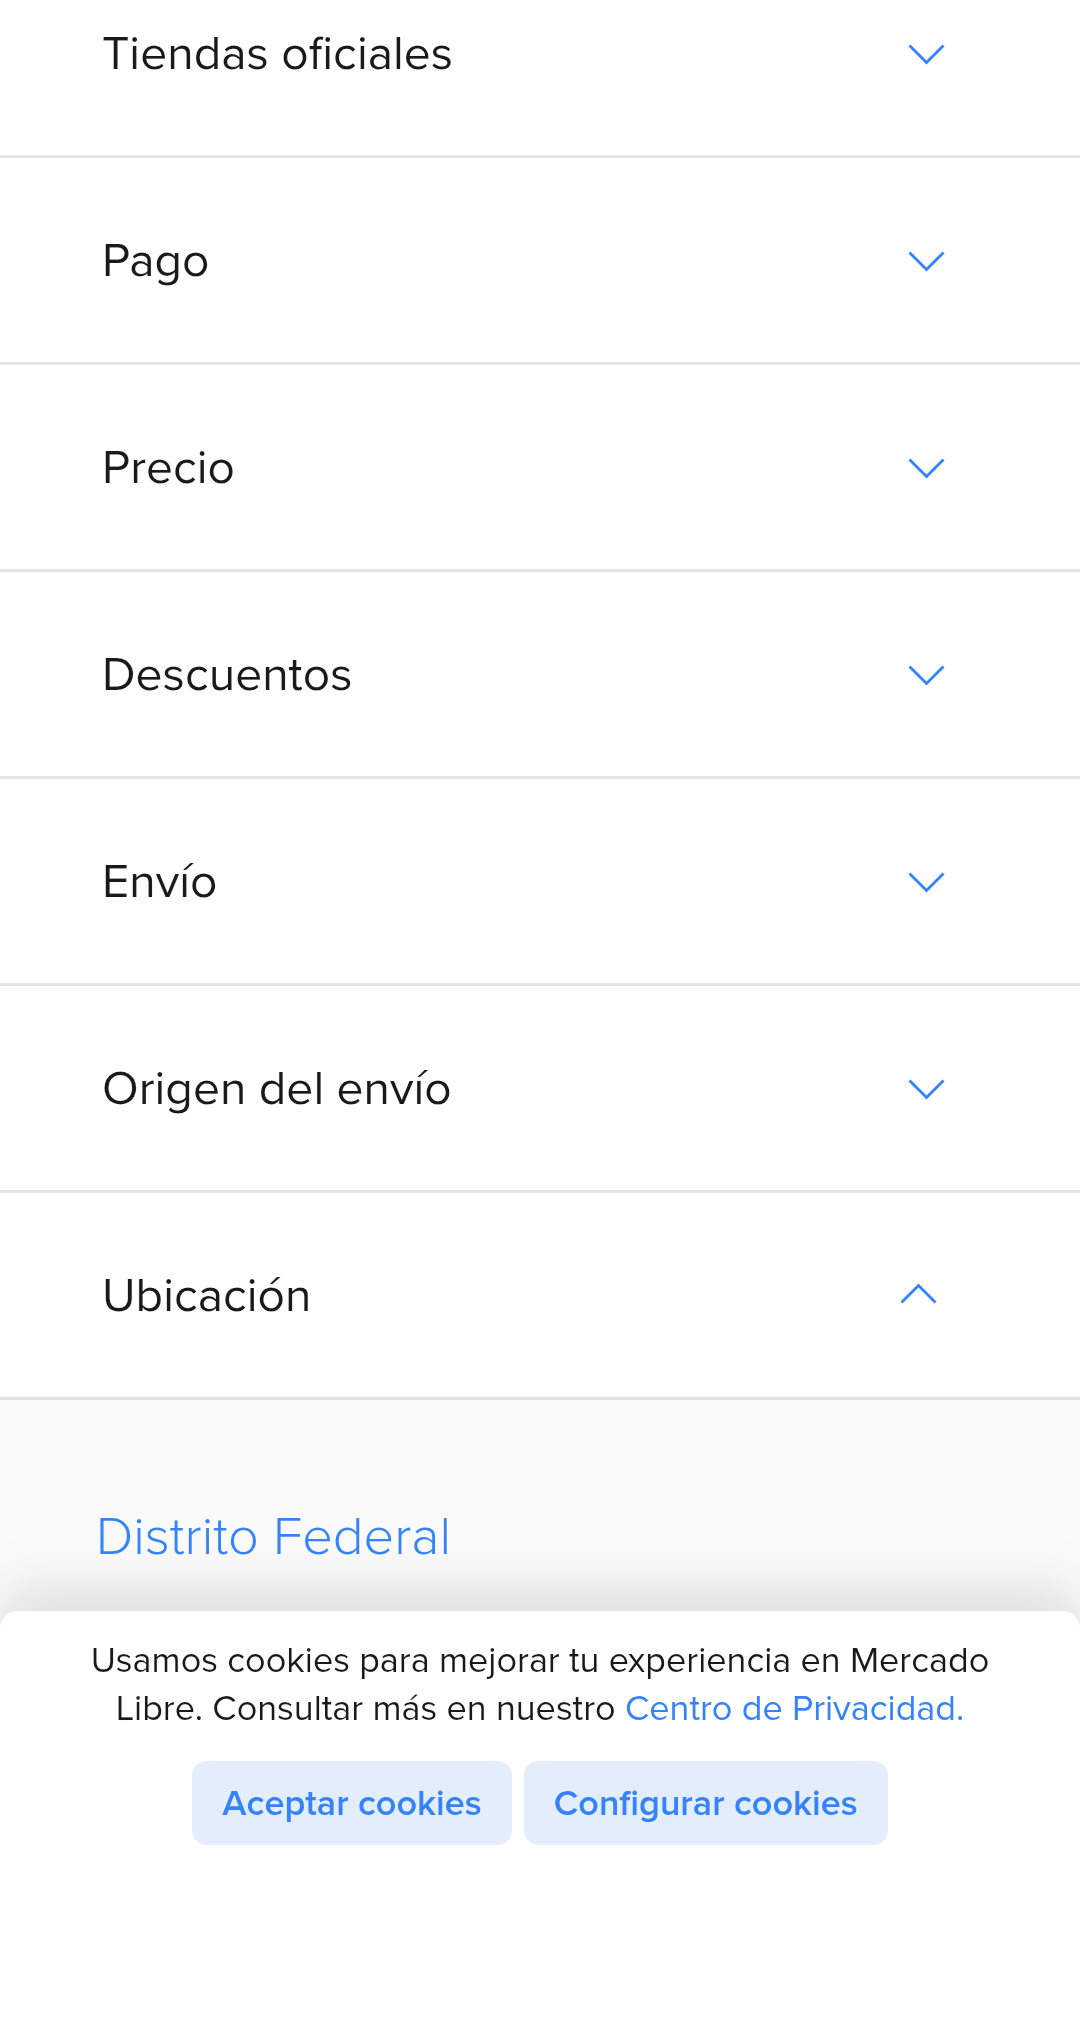 Tiendas oficiales
Pago
Precio
Descuentos
Envío
Origen del envío
Ubicación
Distrito Federal
Usamos cookies para mejorar tu experiencia en Mercado
Libre. Consultar más en nuestro Centro de Privacidad.
Aceptar cookies
Configurar cookies